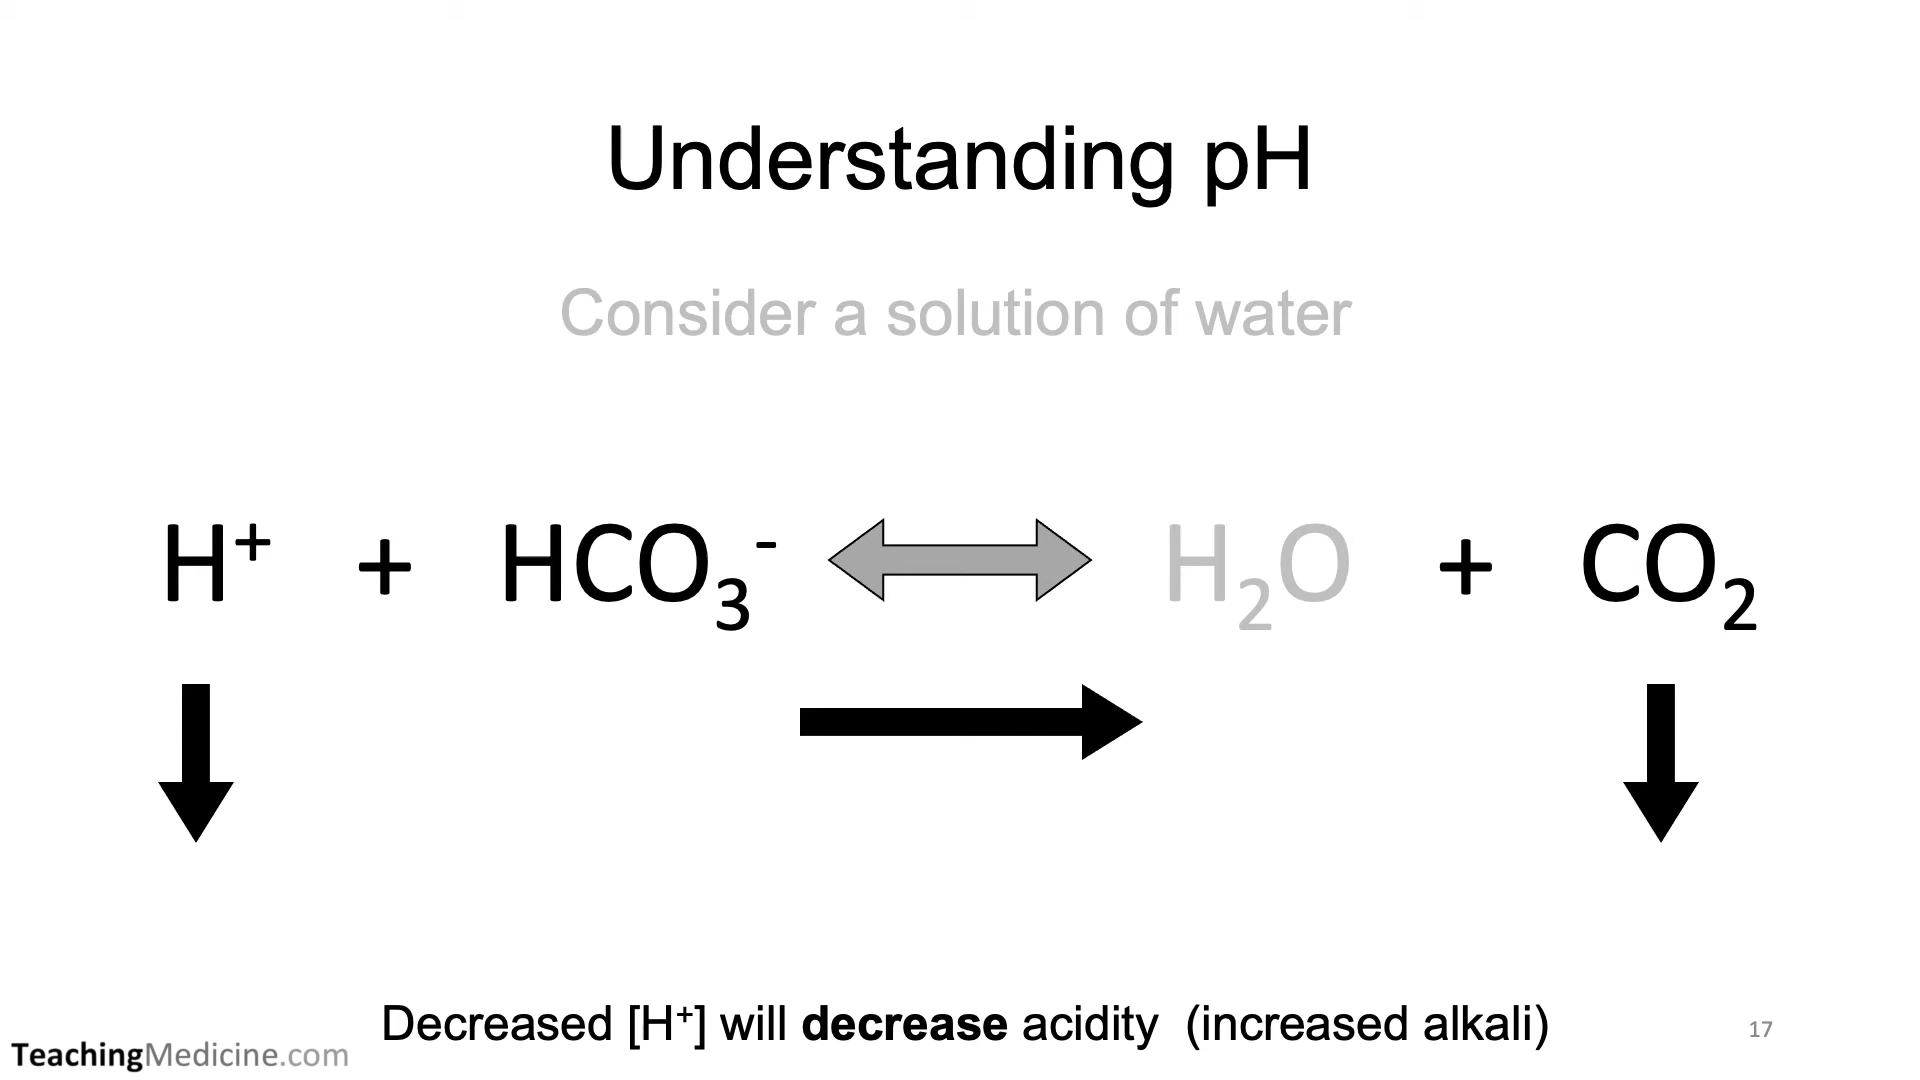 Understanding pH
Consider a solution of water
H⁺ + HCO₃⁻ H₂O + CO₂
Decreased [H⁺] will decrease acidity (increased alkali)
17
TeachingMedicine.com